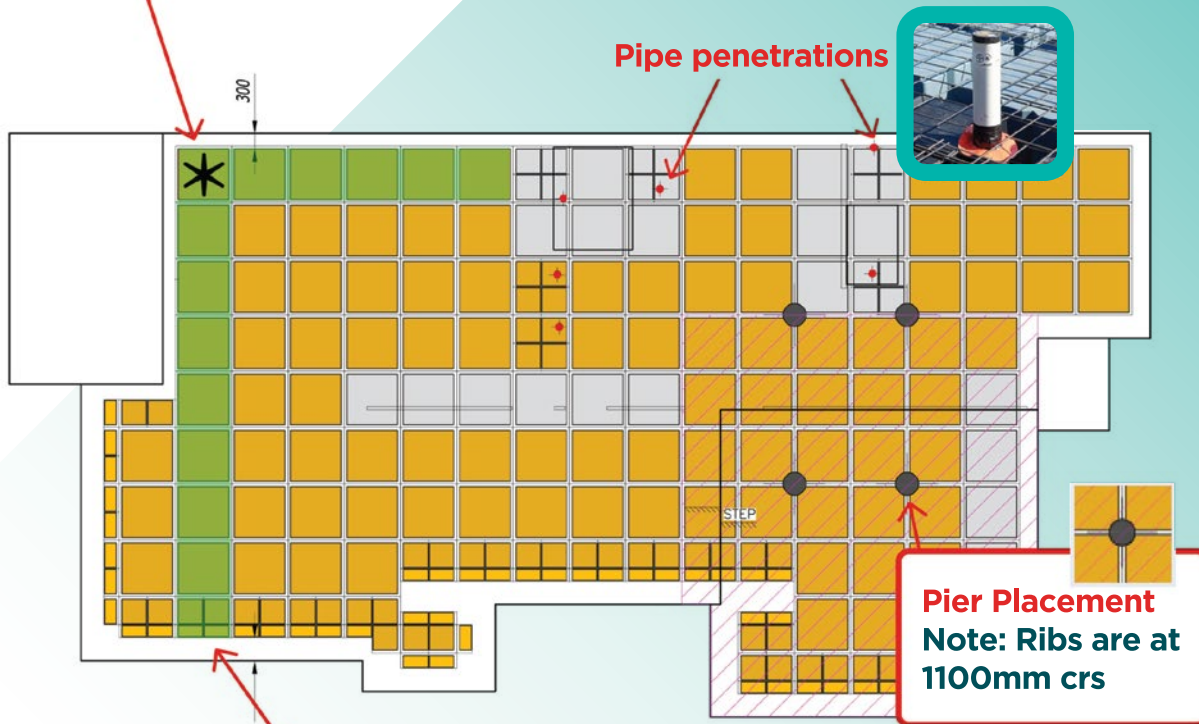 Pipe penetrations
300
STEP
Pier Placement
Note: Ribs are at
1100mm crs